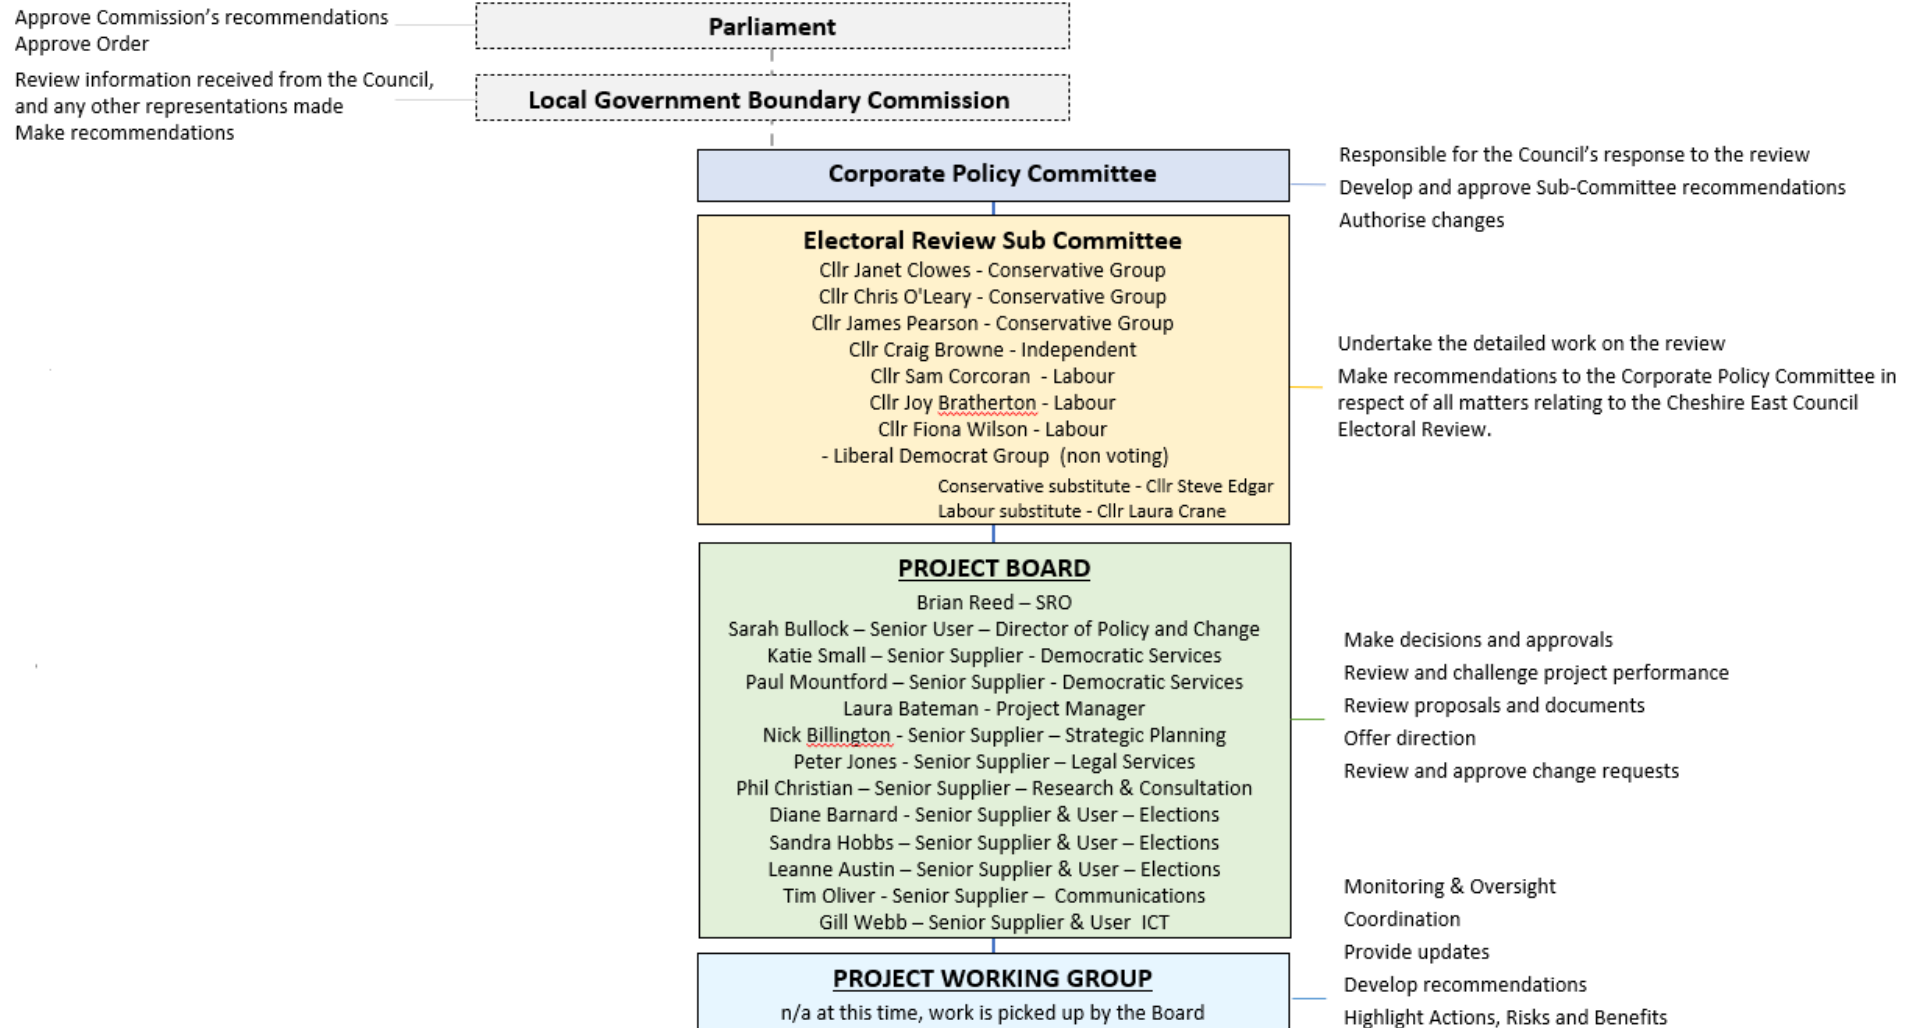 Approve Commission’s recommendations
Approve Order
Parliament
Review information received from the Council,
and any other representations made
Make recommendations
Local Government Boundary Commission
Corporate Policy Committee
Responsible for the Council’s response to the review
Develop and approve Sub-Committee recommendations
Authorise changes
Electoral Review Sub Committee
Cllr Janet Clowes - Conservative Group
Cllr Chris O'Leary - Conservative Group
Cllr James Pearson - Conservative Group
Cllr Craig Browne - Independent
Cllr Sam Corcoran  - Labour
Cllr Joy Bratherton - Labour
Cllr Fiona Wilson - Labour
- Liberal Democrat Group  (non voting)
Conservative substitute - Cllr Steve Edgar
Labour substitute - Cllr Laura Crane
Undertake the detailed work on the review
Make recommendations to the Corporate Policy Committee in
respect of all matters relating to the Cheshire East Council
Electoral Review.
PROJECT BOARD
Brian Reed – SRO
Sarah Bullock – Senior User – Director of Policy and Change
Katie Small – Senior Supplier - Democratic Services
Paul Mountford – Senior Supplier - Democratic Services
Laura Bateman - Project Manager
Nick Billington - Senior Supplier – Strategic Planning
Peter Jones - Senior Supplier – Legal Services
Phil Christian – Senior Supplier – Research & Consultation
Diane Barnard - Senior Supplier & User – Elections
Sandra Hobbs – Senior Supplier & User – Elections
Leanne Austin – Senior Supplier & User – Elections
Tim Oliver - Senior Supplier –  Communications
Gill Webb – Senior Supplier & User  ICT
Make decisions and approvals
Review and challenge project performance
Review proposals and documents
Offer direction
Review and approve change requests
PROJECT WORKING GROUP
n/a at this time, work is picked up by the Board
Monitoring & Oversight
Coordination
Provide updates
Develop recommendations
Highlight Actions, Risks and Benefits